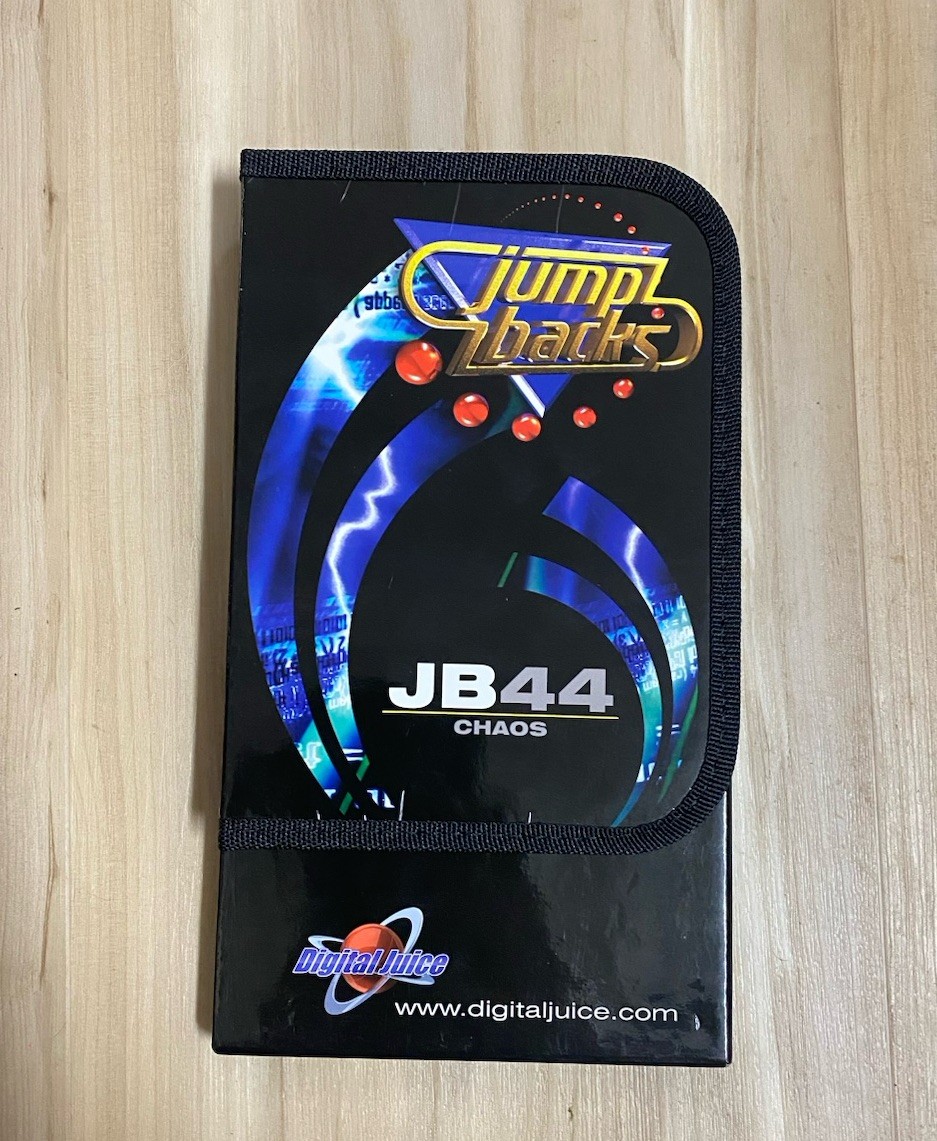 jump
backs
JB44
CHAOS
Digital Juice
www.digitaljuice.com